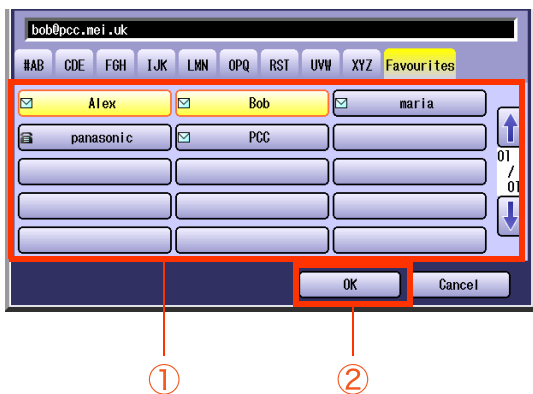 bob@pcc.mei.uk
#AB CDE FGH IJK LMN OPQ RST UVW XYZ Favourites
Alex Bob maria
panasonic PCC
01
/
01
OK Cancel
① ②